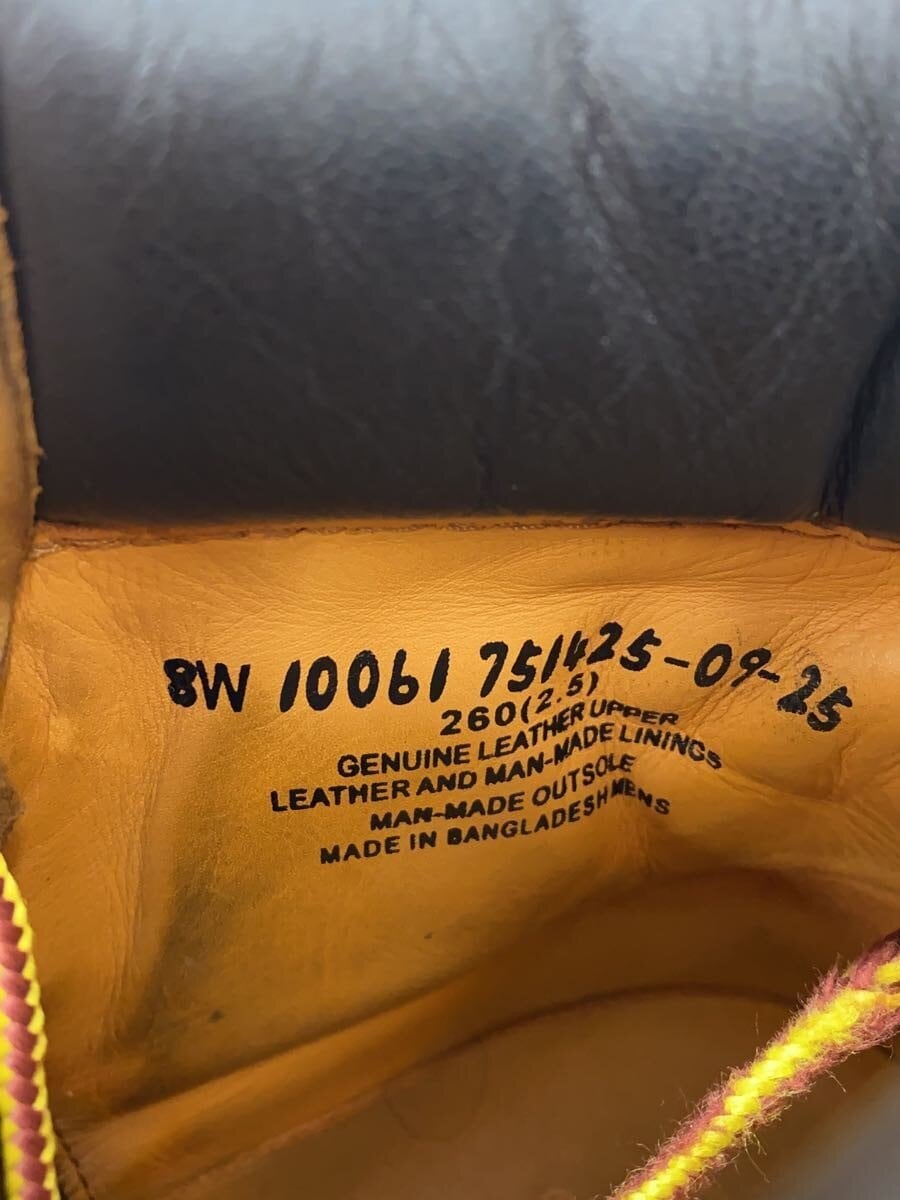 8W 10061 751425-09-25
260(2.5)
GENUINE LEATHER UPPER
LEATHER AND MAN-MADE LININGS
MAN-MADE OUTSOLE
MADE IN BANGLADESH MENS